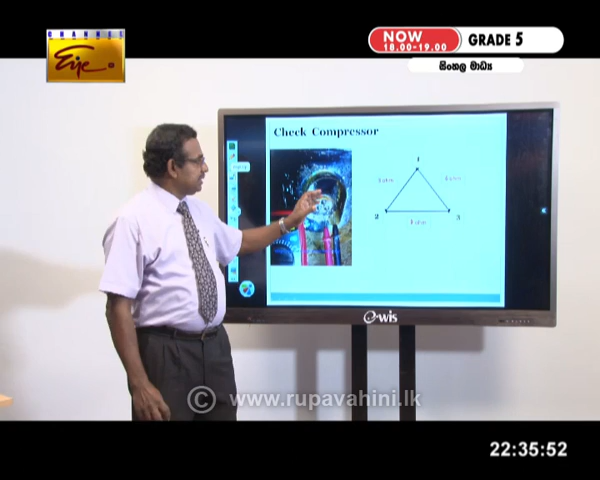 CHANNEL
Eye
NOW
18.00-19.00
GRADE 5
සිංහල මාධ්‍ය
Check Compressor
1
2
3
e-wis
© www.rupavahini.lk
22:35:52